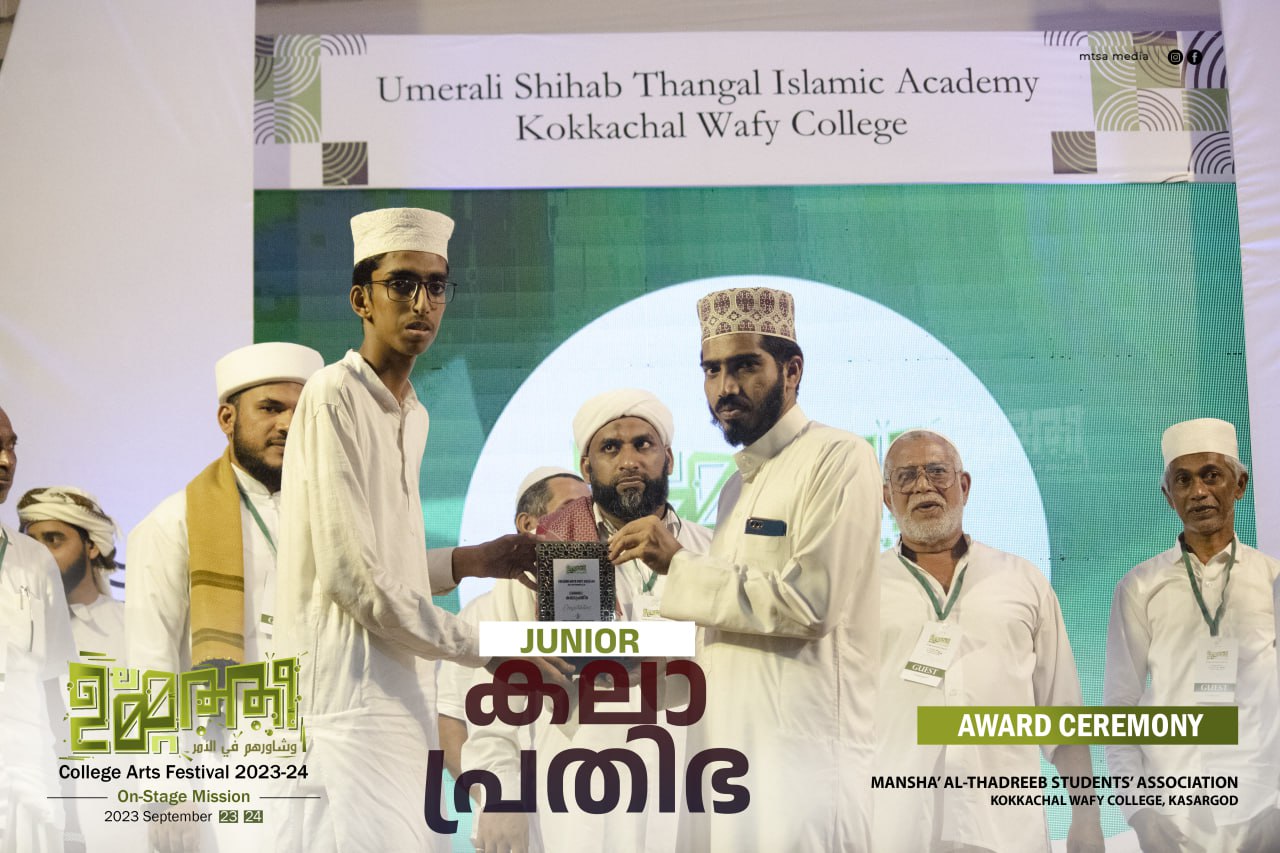 mtsa media
Umerali Shihab Thangal Islamic Academy
Kokkachal Wafy College
GUEST
GUEST
JUNIOR
കലാ
പ്രതിഭ
وشاورهم في الأمر
College Arts Festival 2023-24
On-Stage Mission
2023 September 23 24
AWARD CEREMONY
MANSHA' AL-THADREEB STUDENTS' ASSOCIATION
KOKKACHAL WAFY COLLEGE, KASARGOD